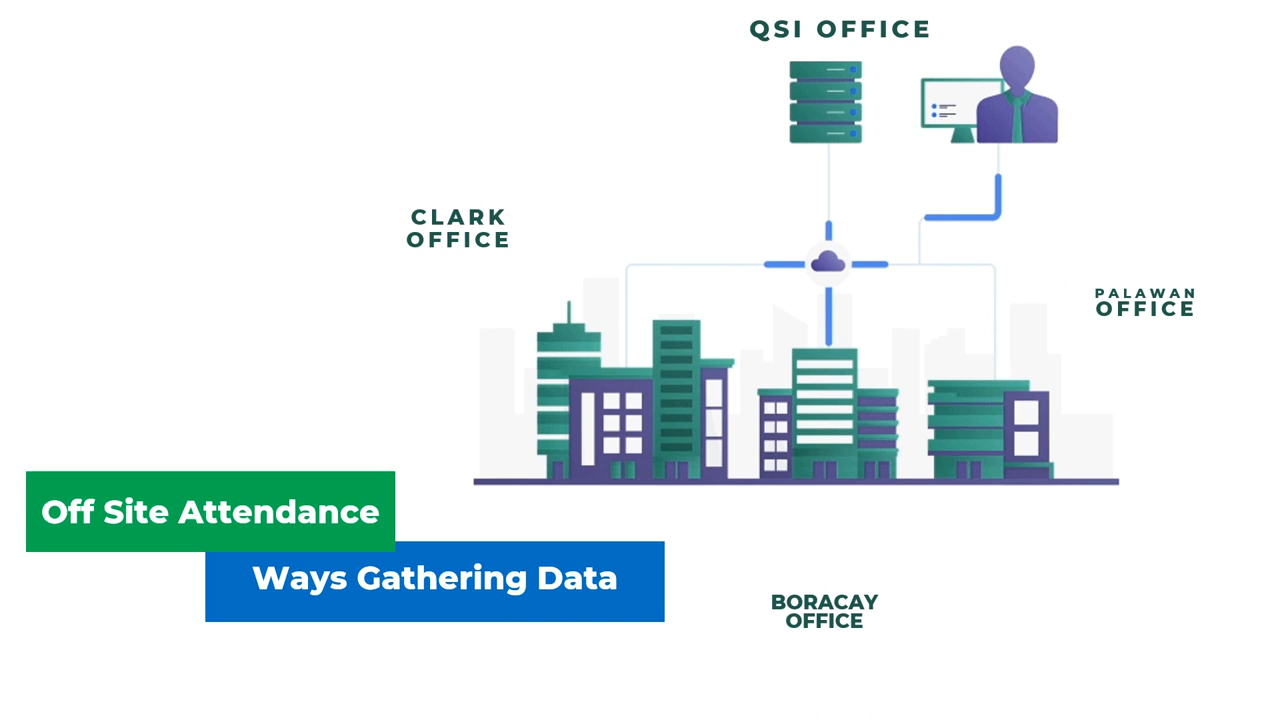 QSI OFFICE
CLARK
OFFICE
PALAWAN
OFFICE
Off Site Attendance
Ways Gathering Data
BORACAY
OFFICE